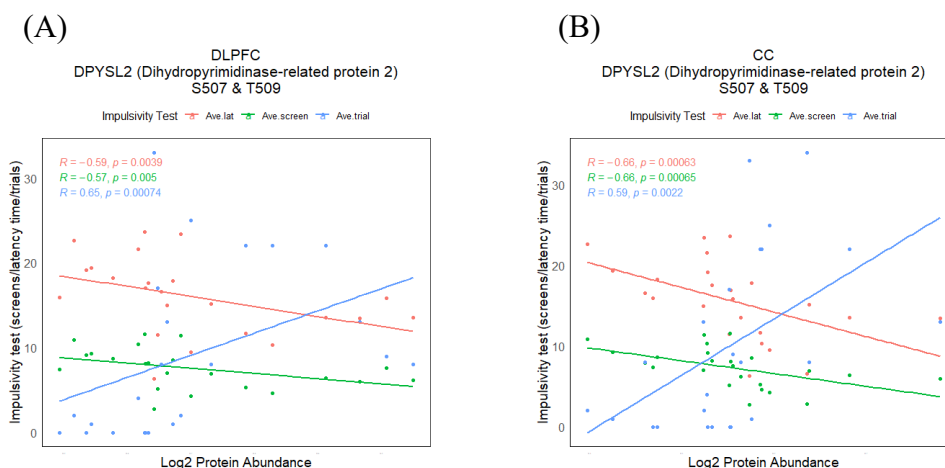 (A)
DLPFC
DPYSL2 (Dihydropyrimidinase-related protein 2)
S507 & T509
Impulsivity Test Ave.lat Ave.screen Ave.trial
R = −0.59, p = 0.0039
R = −0.57, p = 0.005
R = 0.65, p = 0.00074
Impulsivity test (screens/latency time/trials)
30
20
10
0
Log2 Protein Abundance
(B)
CC
DPYSL2 (Dihydropyrimidinase-related protein 2)
S507 & T509
Impulsivity Test Ave.lat Ave.screen Ave.trial
R = −0.66, p = 0.00063
R = −0.66, p = 0.00065
R = 0.59, p = 0.0022
Impulsivity test (screens/latency time/trials)
30
20
10
0
Log2 Protein Abundance